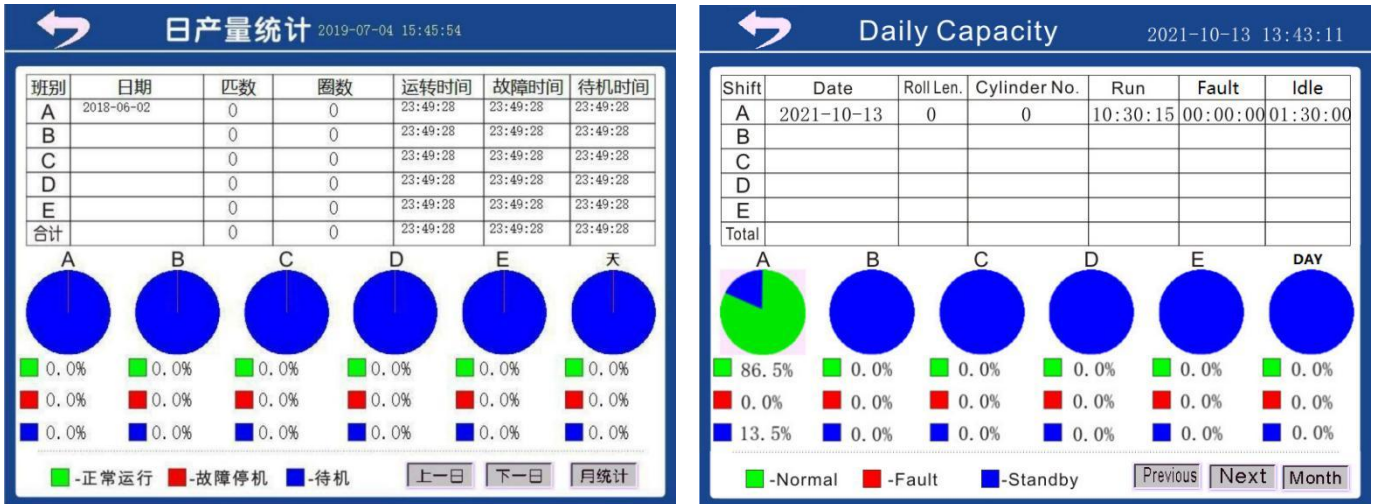 日产量统计 2019-07-04 15:45:54
班别 日期 匹数 圈数 运转时间 故障时间 待机时间
A 2018-06-02 0 0 23:49:28 23:49:28 23:49:28
B 0 0 23:49:28 23:49:28 23:49:28
C 0 0 23:49:28 23:49:28 23:49:28
D 0 0 23:49:28 23:49:28 23:49:28
E 0 0 23:49:28 23:49:28 23:49:28
合计 0 0 23:49:28 23:49:28 23:49:28
A B C D E 天
0.0% 0.0% 0.0% 0.0% 0.0% 0.0%
0.0% 0.0% 0.0% 0.0% 0.0% 0.0%
0.0% 0.0% 0.0% 0.0% 0.0% 0.0%
-正常运行 -故障停机 -待机 上一日 下一日 月统计
Daily Capacity 2021-10-13 13:43:11
Shift Date Roll Len. Cylinder No. Run Fault Idle
A 2021-10-13 0 0 10:30:15 00:00:00 01:30:00
B
C
D
E
Total
A B C D E DAY
86.5% 0.0% 0.0% 0.0% 0.0% 0.0%
0.0% 0.0% 0.0% 0.0% 0.0% 0.0%
13.5% 0.0% 0.0% 0.0% 0.0% 0.0%
-Normal -Fault -Standby Previous Next Month